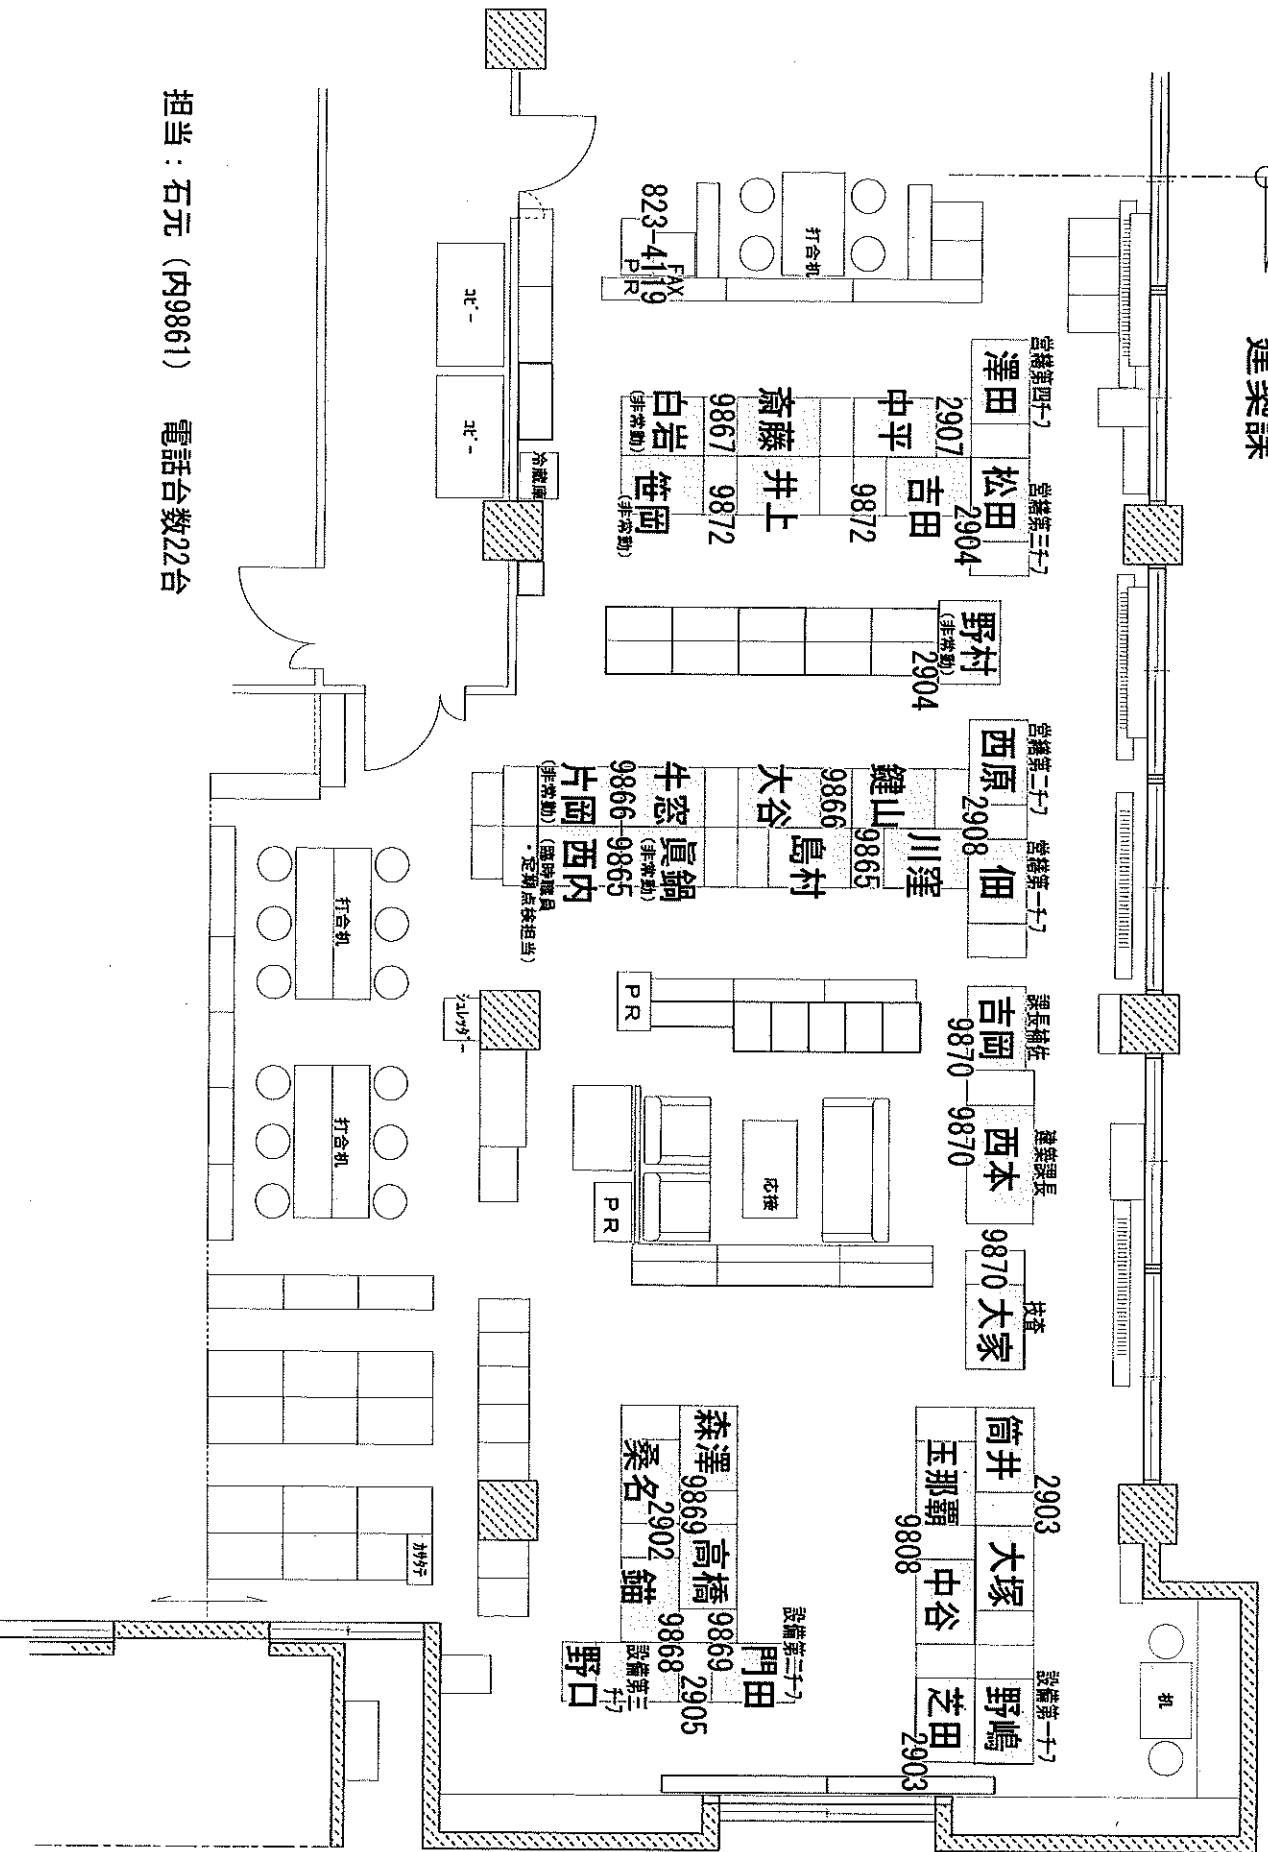 建築課
営繕第四ﾁｰﾌ
澤田
営繕第三ﾁｰﾌ
松田
2904
2907
中平
吉田
9872
斎藤
井上
9867
9872
白岩
(非常勤)
笹岡
(非常勤)
打合机
FAX
823-4119
PR
野村
(非常勤)
2904
営繕第二ﾁｰﾌ
西原
2908
営繕第一ﾁｰﾌ
佃
鍵山
川窪
9866
9865
大谷
島村
牛窓
眞鍋
(非常勤)
9866
9865
片岡
(非常勤)
西内
(臨時職員
・定期点検担当)
課長補佐
吉岡
9870
建築課長
西本
9870
技査
大家
9870
PR
応接
PR
筒井
2903
玉那覇
9808
大塚
中谷
設備第一ﾁｰﾌ
野嶋
芝田
2903
机
森澤
9869
桑名
2902
高橋
9869
錨
9868
設備第二ﾁｰﾌ
門田
2905
設備第三
ﾁｰﾌ
野口
ｺﾋﾟｰ
ｺﾋﾟｰ
冷蔵庫
ｼｭﾚｯﾀﾞｰ
打合机
打合机
ｶｻﾀﾃ
担当：石元（内9861）　電話台数22台